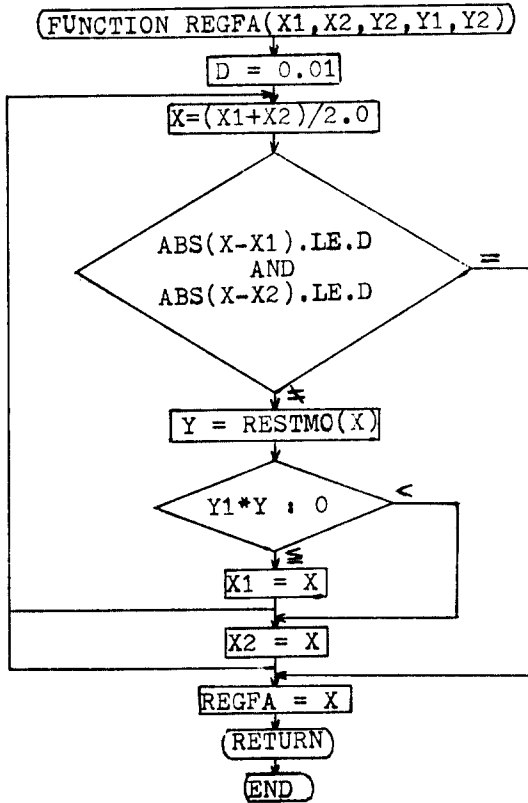 FUNCTION REGFA(X1,X2,Y2,Y1,Y2)
D = 0.01
X=(X1+X2)/2.0
ABS(X-X1).LE.D
AND
ABS(X-X2).LE.D
=
≠
Y = RESTMO(X)
Y1*Y : 0
<
≦
X1 = X
X2 = X
REGFA = X
RETURN
END